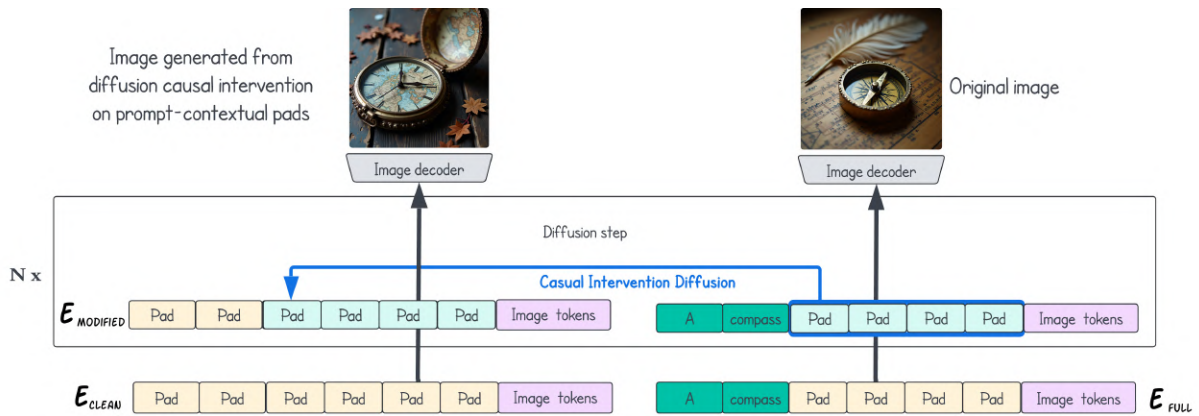 Image generated from
diffusion causal intervention
on prompt-contextual pads
Original image
Image decoder
Image decoder
Diffusion step
N x
Casual Intervention Diffusion
E MODIFIED Pad Pad Pad Pad Pad Pad Image tokens
A compass Pad Pad Pad Pad Image tokens
E CLEAN Pad Pad Pad Pad Pad Pad Image tokens
A compass Pad Pad Pad Pad Image tokens E FULL